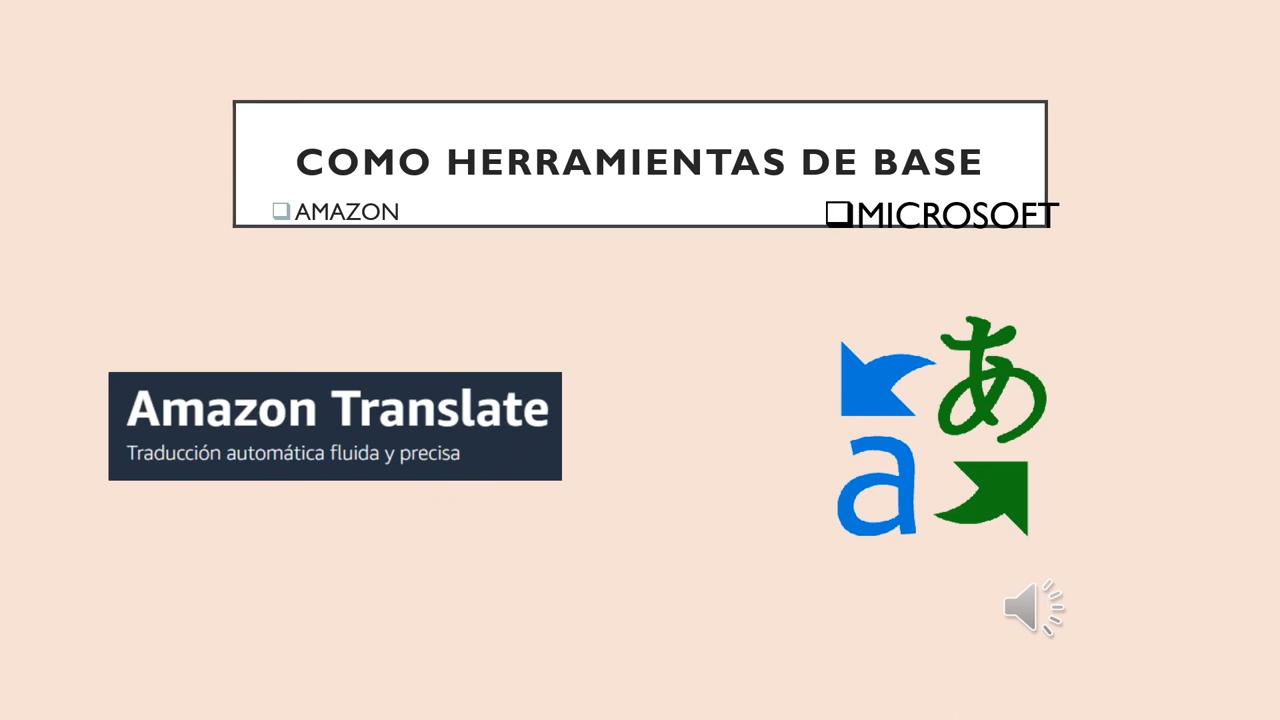 COMO HERRAMIENTAS DE BASE
❑AMAZON
❑MICROSOFT
Amazon Translate
Traducción automática fluida y precisa
あ
a